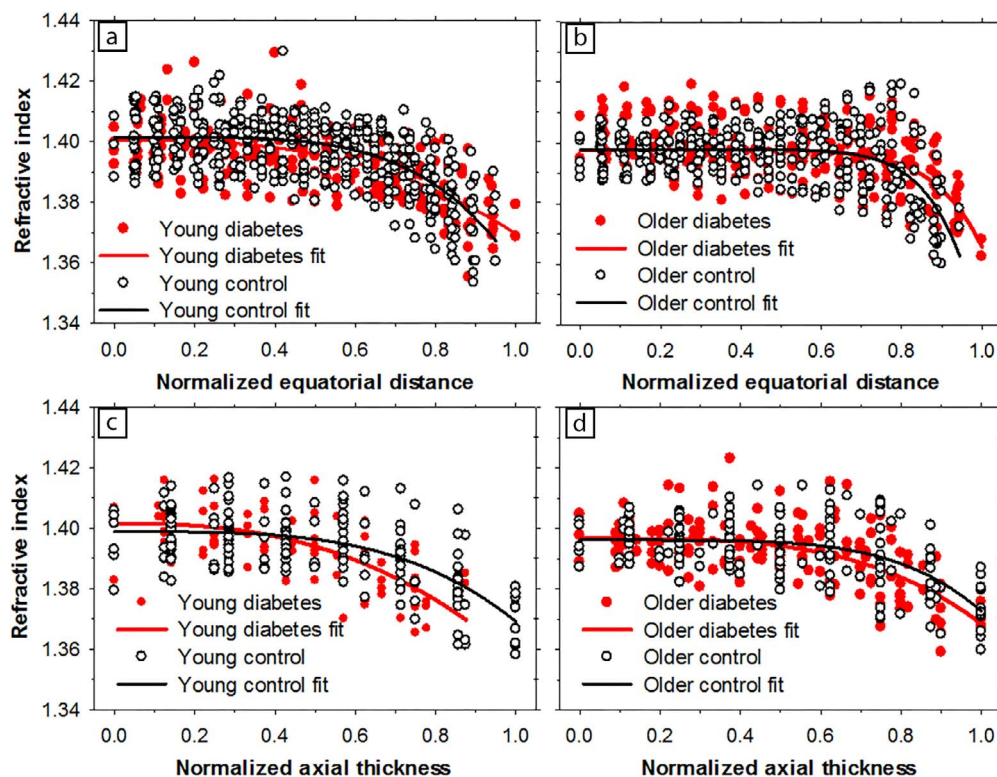 a
1.44
1.42
1.40
1.38
1.36
1.34
Refractive index
Young diabetes
Young diabetes fit
Young control
Young control fit
0.0 0.2 0.4 0.6 0.8 1.0
Normalized equatorial distance
b
Older diabetes
Older diabetes fit
Older control
Older control fit
0.0 0.2 0.4 0.6 0.8 1.0
Normalized equatorial distance
c
1.44
1.42
1.40
1.38
1.36
1.34
Refractive index
Young diabetes
Young diabetes fit
Young control
Young control fit
0.0 0.2 0.4 0.6 0.8 1.0
Normalized axial thickness
d
Older diabetes
Older diabetes fit
Older control
Older control fit
0.0 0.2 0.4 0.6 0.8 1.0
Normalized axial thickness